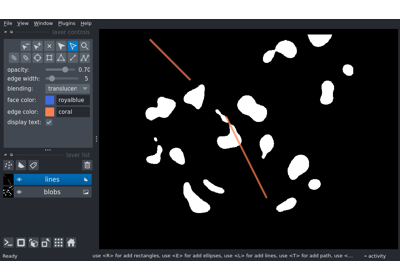 File View Window Plugins Help
layer controls
opacity: 0.70
edge width: 5
blending: translucen
face color: royalblue
edge color: coral
display text:
layer list
lines
blobs
Ready use <R> for add rectangles, use <E> for add ellipses, use <L> for add lines, use <T> for add path, use <... activity